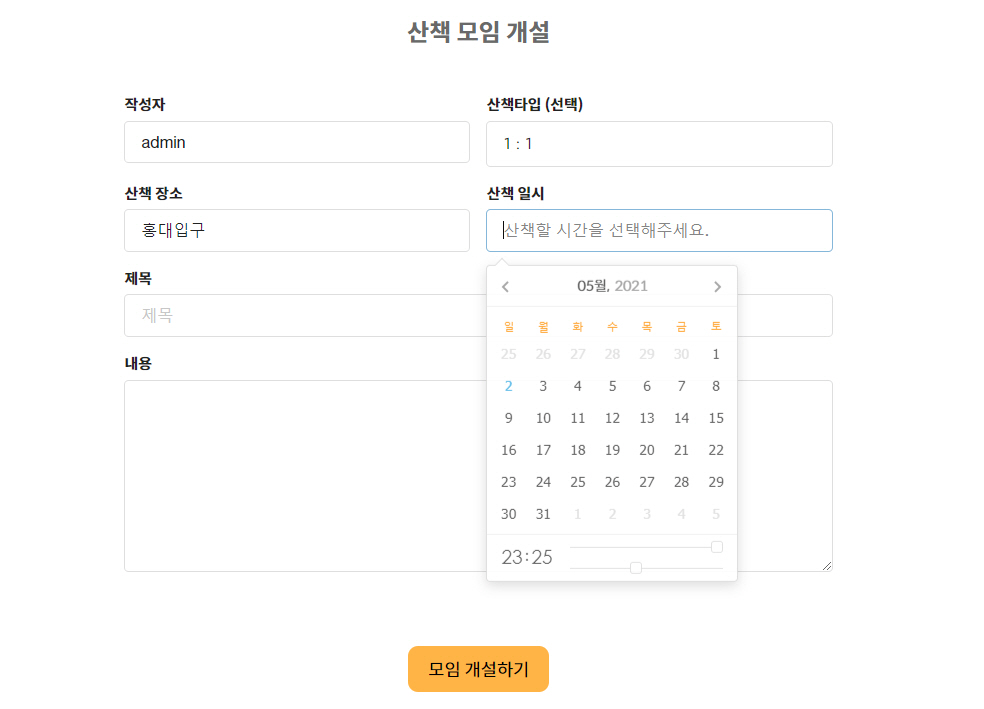 산책 모임 개설
작성자
admin
산책타입 (선택)
1 : 1
산책 장소
홍대입구
산책 일시
산책할 시간을 선택해주세요.
제목
제목
내용
05월, 2021
일 월 화 수 목 금 토
25 26 27 28 29 30 1
2 3 4 5 6 7 8
9 10 11 12 13 14 15
16 17 18 19 20 21 22
23 24 25 26 27 28 29
30 31 1 2 3 4 5
23:25
모임 개설하기